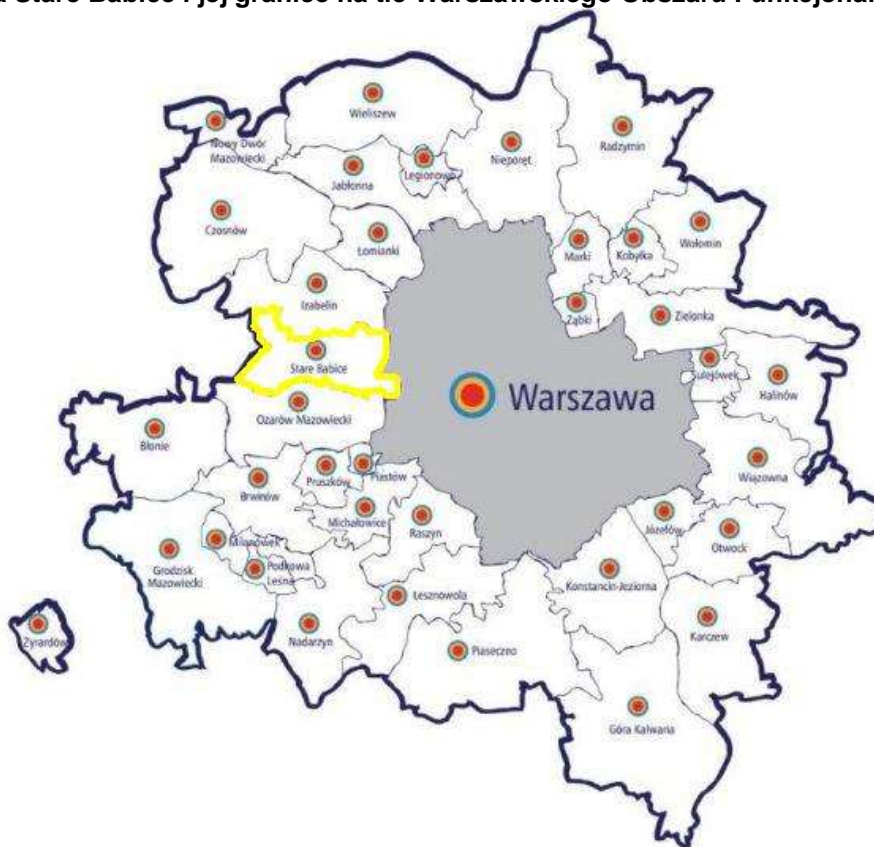 Stare Babice i jej granice na tle Warszawskiego Obszaru
Wieliszew
Nowy Dwór
Mazowiecki
Nieporęt
Radzymin
Jabłonna
Legionowo
Czosnów
Łomianki
Marki
Kobyłka
Wołomin
Izabelin
Ząbki
Zielonka
Stare Babice
Sulejówek
Halinów
Warszawa
Ożarów Mazowiecki
Błonie
Wiązowna
Brwinów
Pruszków
Piastów
Michałowice
Raszyn
Józefów
Otwock
Milanówek
Grodzisk
Mazowiecki
Podkowa
Leśna
Konstancin-Jeziorna
Lesznowola
Żyrardów
Nadarzyn
Piaseczno
Karczew
Góra Kalwaria